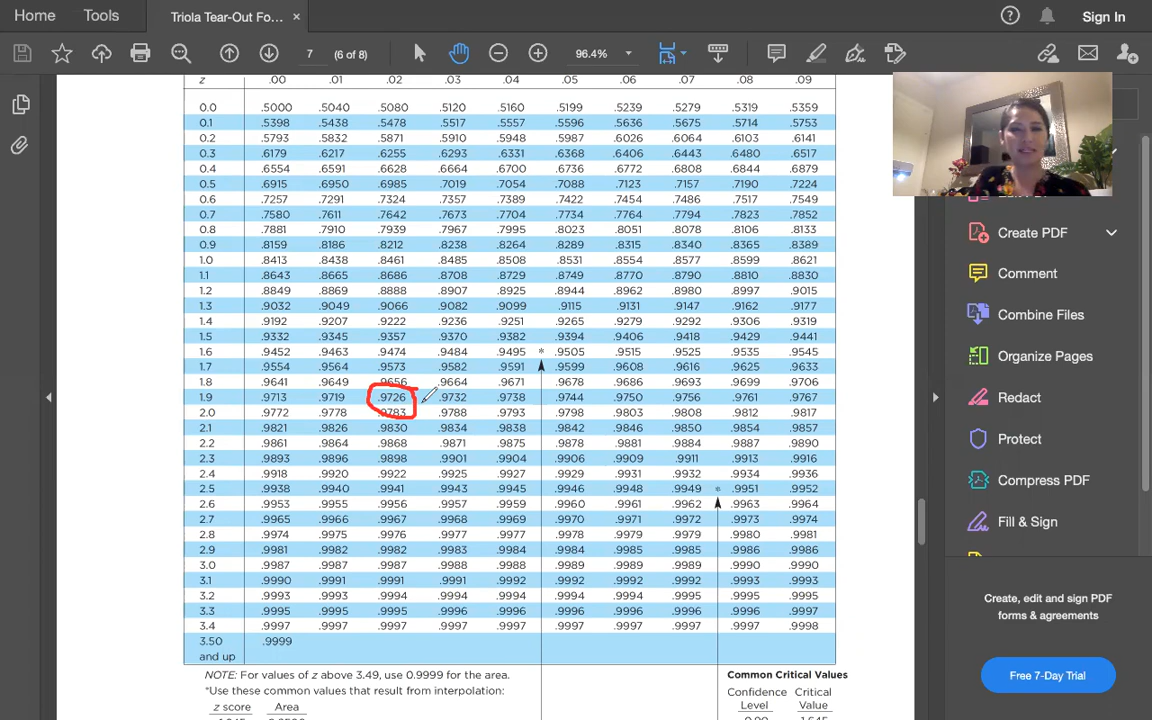 Home Tools Triola Tear-Out Fo... × Sign In
7 (6 of 8) 96.4%
z .00 .01 .02 .03 .04 .05 .06 .07 .08 .09
0.0 .5000 .5040 .5080 .5120 .5160 .5199 .5239 .5279 .5319 .5359
0.1 .5398 .5438 .5478 .5517 .5557 .5596 .5636 .5675 .5714 .5753
0.2 .5793 .5832 .5871 .5910 .5948 .5987 .6026 .6064 .6103 .6141
0.3 .6179 .6217 .6255 .6293 .6331 .6368 .6406 .6443 .6480 .6517
0.4 .6554 .6591 .6628 .6664 .6700 .6736 .6772 .6808 .6844 .6879
0.5 .6915 .6950 .6985 .7019 .7054 .7088 .7123 .7157 .7190 .7224
0.6 .7257 .7291 .7324 .7357 .7389 .7422 .7454 .7486 .7517 .7549
0.7 .7580 .7611 .7642 .7673 .7704 .7734 .7764 .7794 .7823 .7852
0.8 .7881 .7910 .7939 .7967 .7995 .8023 .8051 .8078 .8106 .8133
0.9 .8159 .8186 .8212 .8238 .8264 .8289 .8315 .8340 .8365 .8389
1.0 .8413 .8438 .8461 .8485 .8508 .8531 .8554 .8577 .8599 .8621
1.1 .8643 .8665 .8686 .8708 .8729 .8749 .8770 .8790 .8810 .8830
1.2 .8849 .8869 .8888 .8907 .8925 .8944 .8962 .8980 .8997 .9015
1.3 .9032 .9049 .9066 .9082 .9099 .9115 .9131 .9147 .9162 .9177
1.4 .9192 .9207 .9222 .9236 .9251 .9265 .9279 .9292 .9306 .9319
1.5 .9332 .9345 .9357 .9370 .9382 .9394 .9406 .9418 .9429 .9441
1.6 .9452 .9463 .9474 .9484 .9495 * .9505 .9515 .9525 .9535 .9545
1.7 .9554 .9564 .9573 .9582 .9591 .9599 .9608 .9616 .9625 .9633
1.8 .9641 .9649 .9656 .9664 .9671 .9678 .9686 .9693 .9699 .9706
1.9 .9713 .9719 .9726 .9732 .9738 .9744 .9750 .9756 .9761 .9767
2.0 .9772 .9778 .9783 .9788 .9793 .9798 .9803 .9808 .9812 .9817
2.1 .9821 .9826 .9830 .9834 .9838 .9842 .9846 .9850 .9854 .9857
2.2 .9861 .9864 .9868 .9871 .9875 .9878 .9881 .9884 .9887 .9890
2.3 .9893 .9896 .9898 .9901 .9904 .9906 .9909 .9911 .9913 .9916
2.4 .9918 .9920 .9922 .9925 .9927 .9929 .9931 .9932 .9934 .9936
2.5 .9938 .9940 .9941 .9943 .9945 .9946 .9948 .9949 * .9951 .9952
2.6 .9953 .9955 .9956 .9957 .9959 .9960 .9961 .9962 .9963 .9964
2.7 .9965 .9966 .9967 .9968 .9969 .9970 .9971 .9972 .9973 .9974
2.8 .9974 .9975 .9976 .9977 .9977 .9978 .9979 .9979 .9980 .9981
2.9 .9981 .9982 .9982 .9983 .9984 .9984 .9985 .9985 .9986 .9986
3.0 .9987 .9987 .9987 .9988 .9988 .9989 .9989 .9989 .9990 .9990
3.1 .9990 .9991 .9991 .9991 .9992 .9992 .9992 .9992 .9993 .9993
3.2 .9993 .9993 .9994 .9994 .9994 .9994 .9994 .9995 .9995 .9995
3.3 .9995 .9995 .9995 .9996 .9996 .9996 .9996 .9996 .9996 .9997
3.4 .9997 .9997 .9997 .9997 .9997 .9997 .9997 .9997 .9997 .9998
3.50 .9999
and up
NOTE: For values of z above 3.49, use 0.9999 for the area.
*Use these common values that result from interpolation:
z score Area
Common Critical Values
Confidence Critical
Level Value
0.90 1.645
Create PDF
Comment
Combine Files
Organize Pages
Redact
Protect
Compress PDF
Fill & Sign
Create, edit and sign PDF
forms & agreements
Free 7-Day Trial